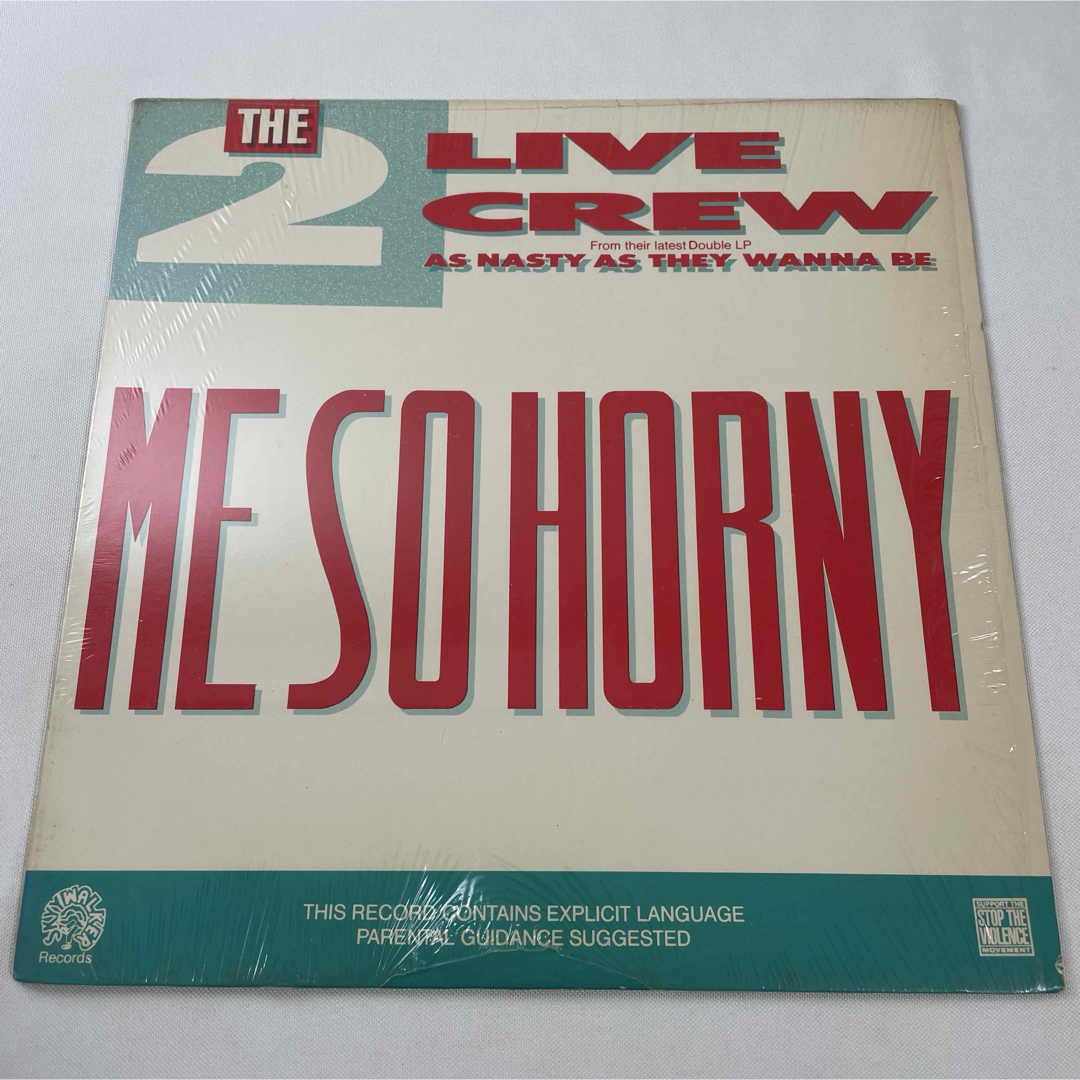 THE
2
LIVE
CREW
From their latest Double LP
AS NASTY AS THEY WANNA BE
ME SO HORNY
THIS RECORD CONTAINS EXPLICIT LANGUAGE
PARENTAL GUIDANCE SUGGESTED
SKYYWALKER
Records
SUPPORT THE
STOP THE
VIOLENCE
MOVEMENT